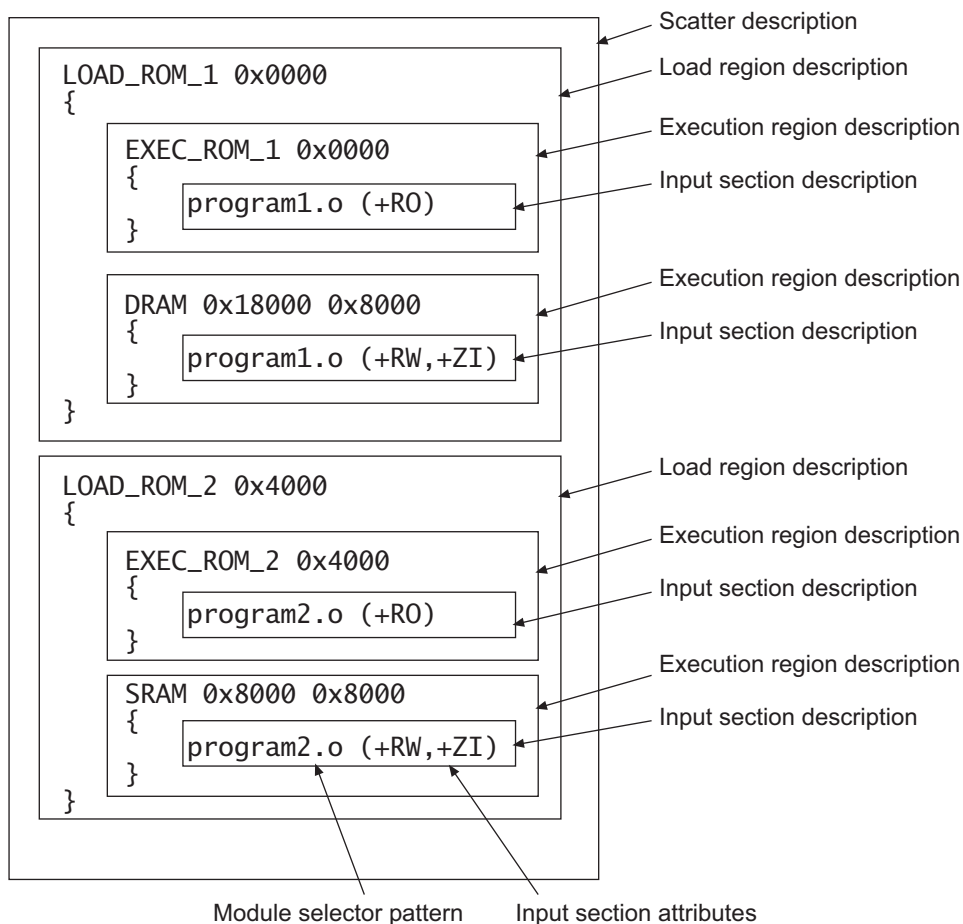 Scatter description
LOAD_ROM_1 0x0000
Load region description
{
EXEC_ROM_1 0x0000
Execution region description
{
program1.o (+RO)
Input section description
}
DRAM 0x18000 0x8000
Execution region description
{
program1.o (+RW,+ZI)
Input section description
}
}
LOAD_ROM_2 0x4000
Load region description
{
EXEC_ROM_2 0x4000
Execution region description
{
program2.o (+RO)
Input section description
}
SRAM 0x8000 0x8000
Execution region description
{
program2.o (+RW,+ZI)
Input section description
}
}
Module selector pattern
Input section attributes